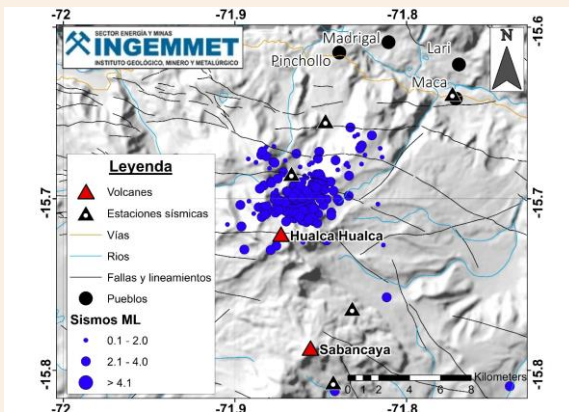 -72
-71.9
-71.8
SECTOR ENERGÍA Y MINAS
INGEMMET
INSTITUTO GEOLÓGICO, MINERO Y METALÚRGICO
Madrigal
Pinchollo
Lari
Maca
N
-15.6
Leyenda
Volcanes
Estaciones sísmicas
Vías
Rios
Fallas y lineamientos
Pueblos
Sismos ML
0.1 - 2.0
2.1 - 4.0
> 4.1
Hualca Hualca
Sabancaya
-15.7
-15.7
-15.8
-15.8
Kilometers
0 1 2 4 6 8
-72
-71.9
-71.8